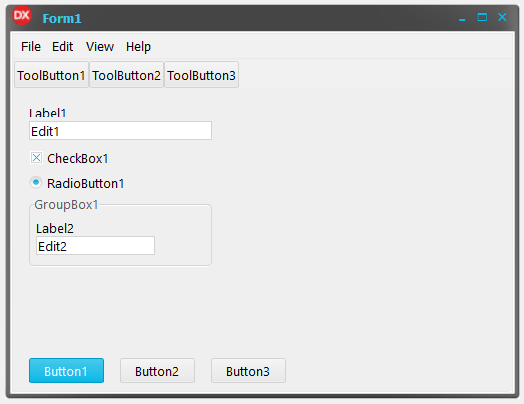 DX Form1
File Edit View Help
ToolButton1 ToolButton2 ToolButton3
Label1
Edit1
CheckBox1
RadioButton1
GroupBox1
Label2
Edit2
Button1 Button2 Button3